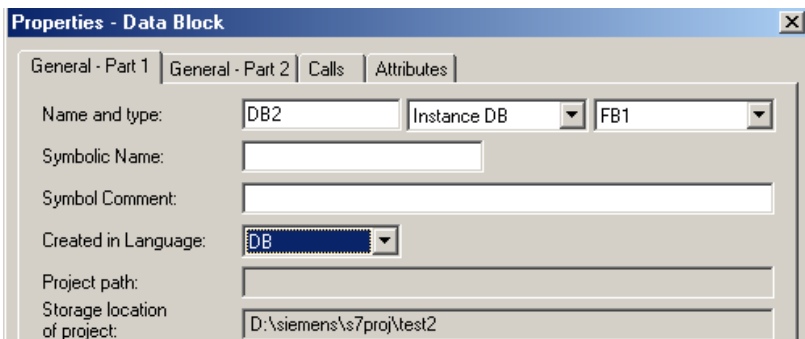 Properties - Data Block
General - Part 1 General - Part 2 Calls Attributes
Name and type: DB2 Instance DB FB1
Symbolic Name:
Symbol Comment:
Created in Language: DB
Project path:
Storage location
of project: D:\siemens\s7proj\test2